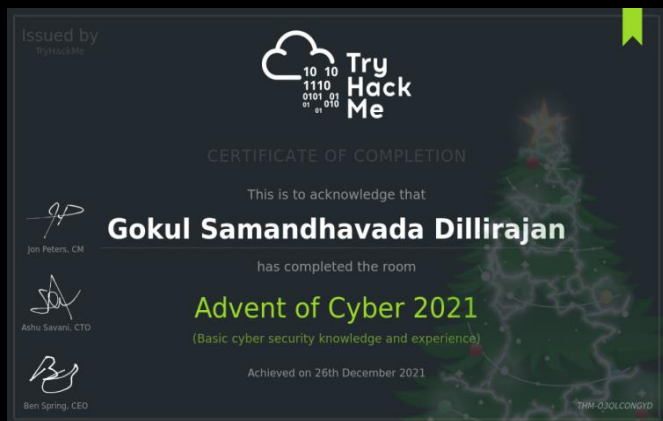 Issued by
TryHackMe
10 10
1110
0101 01
01 010
01
Try
Hack
Me
CERTIFICATE OF COMPLETION
This is to acknowledge that
Gokul Samandhavada Dillirajan
has completed the room
Advent of Cyber 2021
(Basic cyber security knowledge and experience)
Achieved on 26th December 2021
Jon Peters, CM
Ashu Savani, CTO
Ben Spring, CEO
THM-O3QLCONGYD